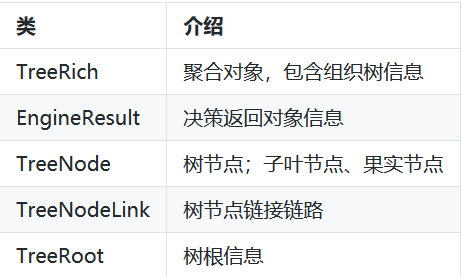 类 介绍
TreeRich 聚合对象，包含组织树信息
EngineResult 决策返回对象信息
TreeNode 树节点；子叶节点、果实节点
TreeNodeLink 树节点链接链路
TreeRoot 树根信息